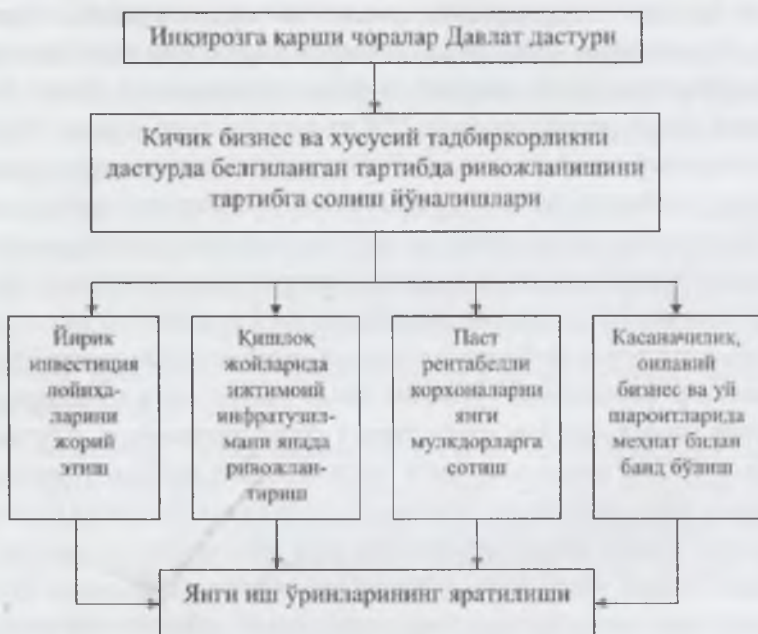 Инқирозга қарши чоралар Давлат дастури
Кичик бизнес ва хусусий тадбиркорликни
дастурда белгиланган тартибда ривожланишини
тартибга солиш йўналишлари
Йирик
инвестиция
лойиҳа-
ларини
жорий
этиш
Қишлоқ
жойларида
ижтимоий
инфратузил-
мани янада
ривожлан-
тириш
Паст
рентабелли
корхоналарни
янги
мулкдорларга
сотиш
Касаначилик,
оилавий
бизнес ва уй
шароитларида
меҳнат билан
банд бўлиш
Янги иш ўринларининг яратилиши